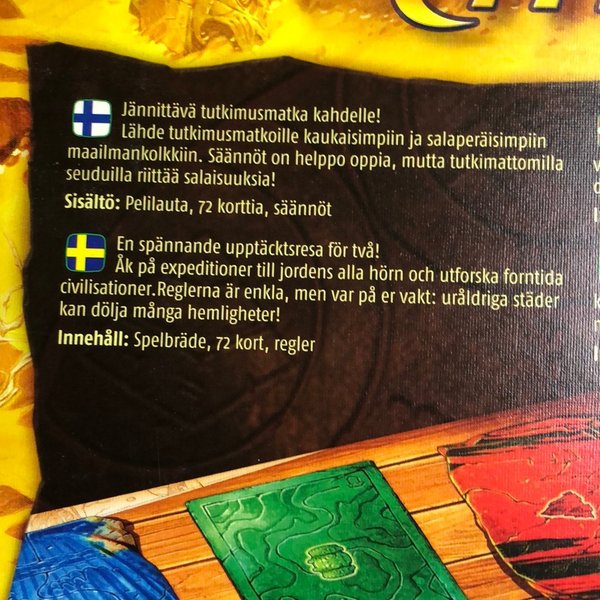 Jännittävä tutkimusmatka kahdelle!
Lähde tutkimusmatkoille kaukaisimpiin ja salaperäisimpiin
maailmankolkkiin. Säännöt on helppo oppia, mutta tutkimattomilla
seuduilla riittää salaisuuksia!
Sisältö: Pelilauta, 72 korttia, säännöt
En spännande upptäcktsresa för två!
Åk på expeditioner till jordens alla hörn och utforska forntida
civilisationer.Reglerna är enkla, men var på er vakt: uråldriga städer
kan dölja många hemligheter!
Innehåll: Spelbräde, 72 kort, regler